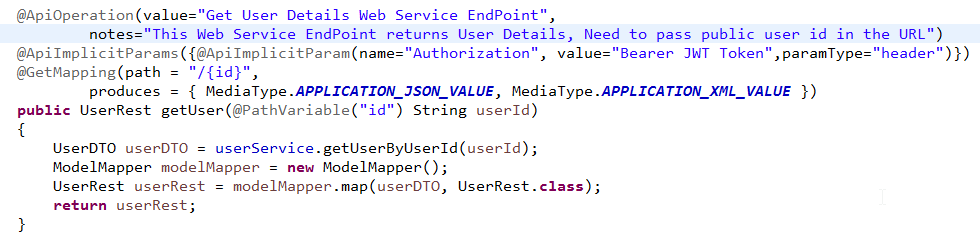 @ApiOperation(value="Get User Details Web Service EndPoint",
        notes="This Web Service EndPoint returns User Details, Need to pass public user id in the URL")
@ApiImplicitParams({@ApiImplicitParam(name="Authorization", value="Bearer JWT Token",paramType="header")})
@GetMapping(path = "/{id}",
        produces = { MediaType.APPLICATION_JSON_VALUE, MediaType.APPLICATION_XML_VALUE })
public UserRest getUser(@PathVariable("id") String userId)
{
    UserDTO userDTO = userService.getUserByUserId(userId);
    ModelMapper modelMapper = new ModelMapper();
    UserRest userRest = modelMapper.map(userDTO, UserRest.class);
    return userRest;
}